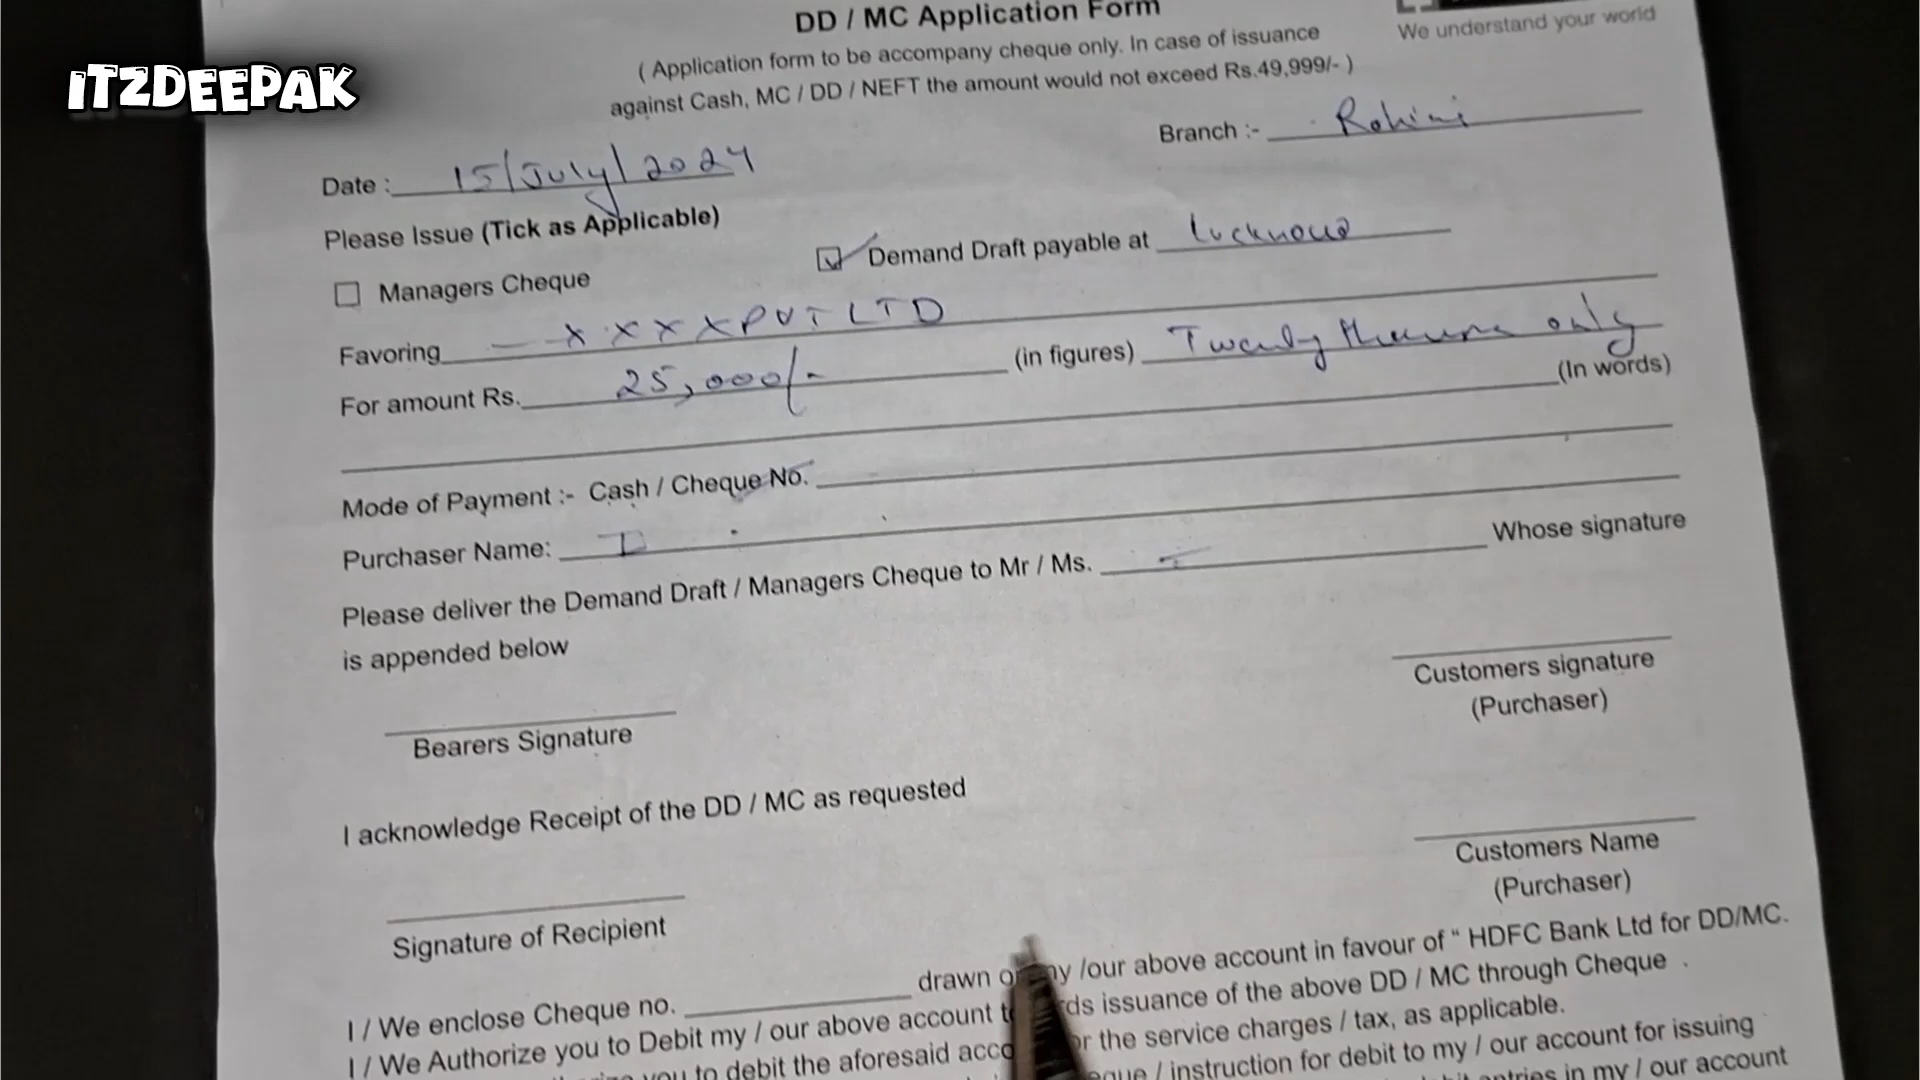 DD / MC Application Form
We understand your world
ITZDEEPAK
( Application form to be accompany cheque only. In case of issuance
against Cash, MC / DD / NEFT the amount would not exceed Rs.49,999/- )
Branch :- Rohini
Date : 15/July/2024
Please Issue (Tick as Applicable)
Demand Draft payable at Lucknow
Managers Cheque
Favoring XXXXPVT LTD
For amount Rs. 25,000/- (in figures) Twenty only
(In words)
Mode of Payment :- Cash / Cheque No.
Purchaser Name: D
Please deliver the Demand Draft / Managers Cheque to Mr / Ms. Whose signature
is appended below
Customers signature
(Purchaser)
Bearers Signature
I acknowledge Receipt of the DD / MC as requested
Customers Name
(Purchaser)
Signature of Recipient
I / We enclose Cheque no. drawn /our above account in favour of “ HDFC Bank Ltd for DD/MC.
I / We Authorize you to Debit my / our above account issuance of the above DD / MC through Cheque .
you to debit the aforesaid the service charges / tax, as applicable.
/ instruction for debit to my / our account for issuing
entries in my / our account